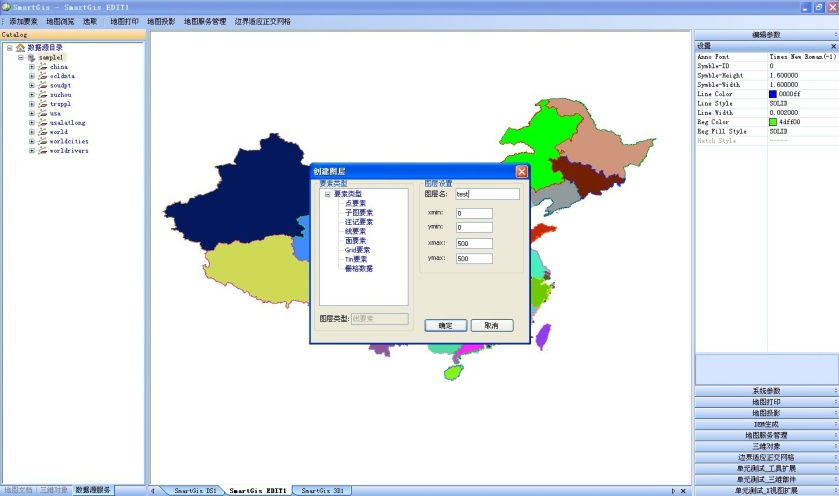 SmartGis - SmartGis EDIT1
添加要素 地图浏览 选取 地图打印 地图投影 地图服务管理 边界适应正交网格
Catalog
数据源目录
sample1
china
ocldata
soudpt
suzhou
truppl
usa
usalatlong
world
worldcities
worldrivers
地图文档 三维对象 数据源服务
创建图层
要素类型
要素类型
点要素
子图要素
注记要素
线要素
面要素
Grid要素
Tin要素
栅格数据
图层类型: 线要素
图层设置
图层名: test
xmin: 0
ymin: 0
xmax: 500
ymax: 500
确定 取消
SmartGis DS1 SmartGis EDIT1 SmartGis 3D1
编辑参数
设置
Anno Font Times New Roman(-1)
Symble-ID 0
Symble-Height 1.600000
Symble-Width 1.600000
Line Color 0000ff
Line Style SOLID
Line Width 0.002000
Reg Color 4dff00
Reg Fill Style SOLID
Hatch Style -----
系统参数
地图打印
地图投影
DEM生成
地图服务管理
三维对象
边界适应正交网格
单元测试_工具扩展
单元测试_三维部件
单元测试_X视图扩展